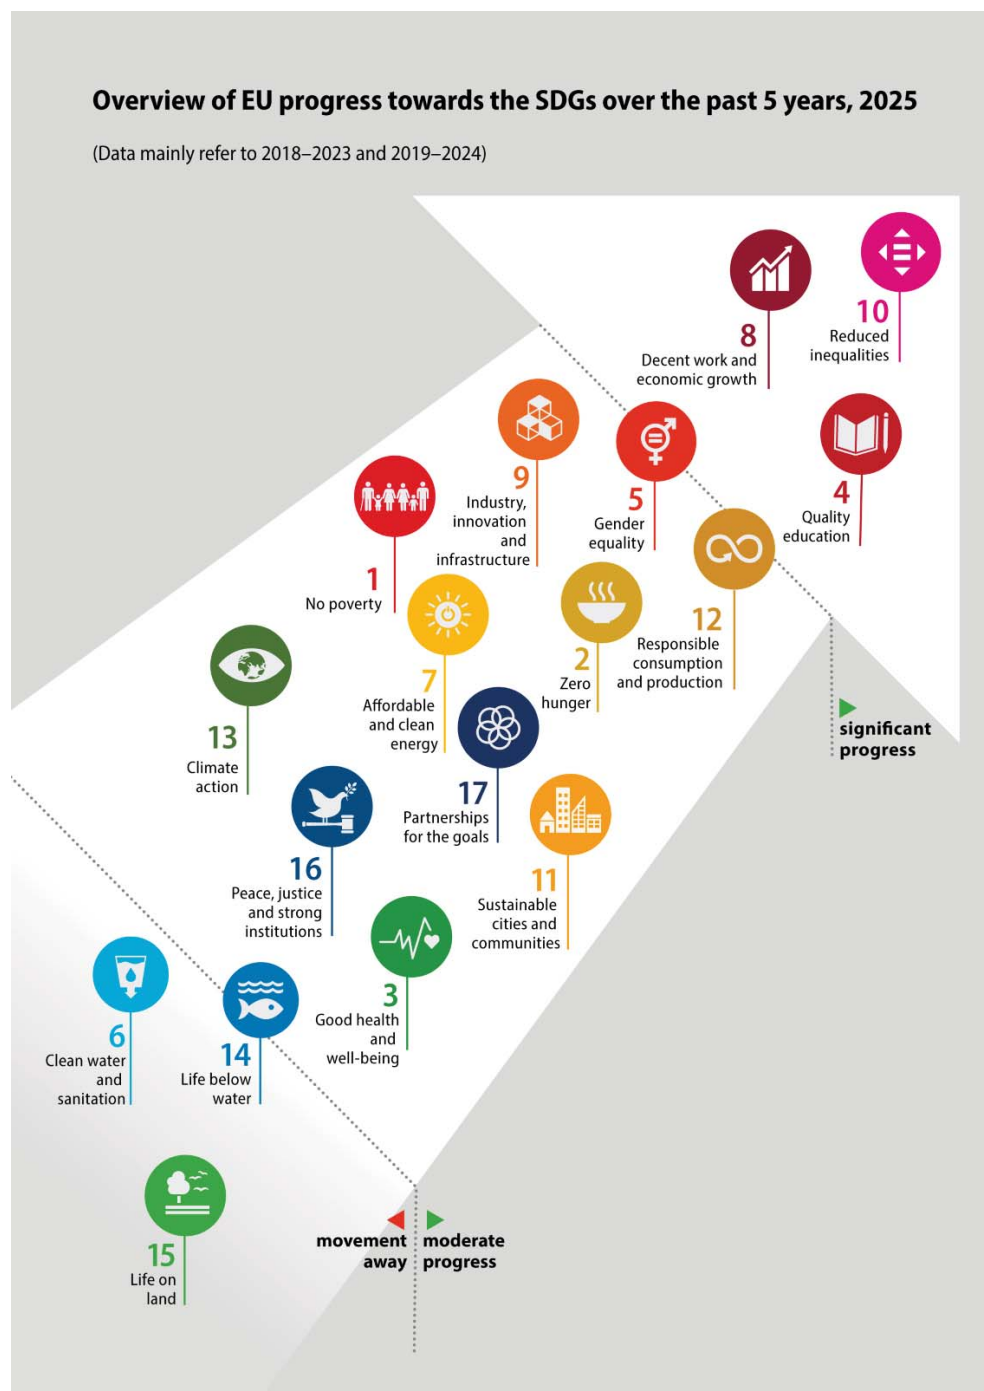 Overview of EU progress towards the SDGs over the past 5 years, 2025
(Data mainly refer to 2018–2023 and 2019–2024)
10
Reduced
inequalities
8
Decent work and
economic growth
4
Quality
education
9
Industry,
innovation
and
infrastructure
5
Gender
equality
1
No poverty
12
Responsible
consumption
and production
2
Zero
hunger
7
Affordable
and clean
energy
13
Climate
action
significant
progress
17
Partnerships
for the goals
16
Peace, justice
and strong
institutions
11
Sustainable
cities and
communities
3
Good health
and
well-being
6
Clean water
and
sanitation
14
Life below
water
15
Life on
land
movement
away
moderate
progress